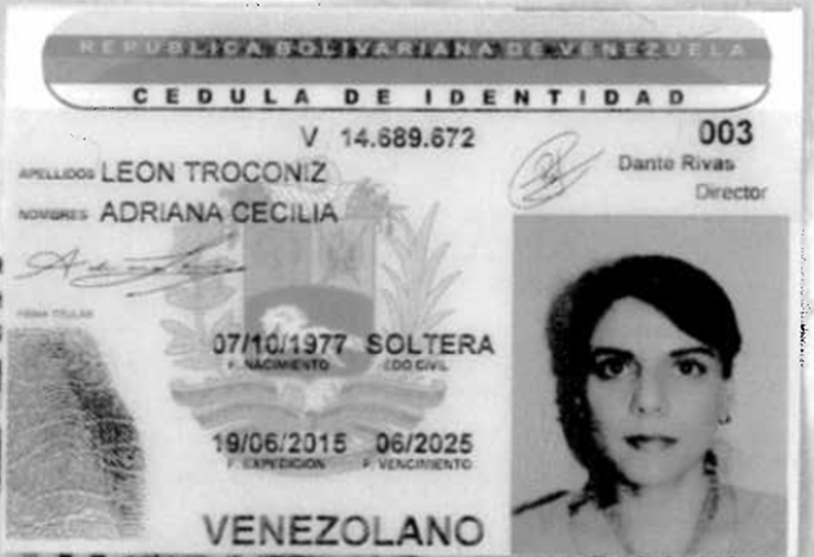 REPUBLICA BOLIVARIANA DE VENEZUELA
CEDULA DE IDENTIDAD
V 14.689.672
003
APELLIDOS LEON TROCONIZ
Dante Rivas
Director
NOMBRES ADRIANA CECILIA
FIRMA TITULAR
07/10/1977 SOLTERA
F. NACIMIENTO EDO CIVIL
19/06/2015 06/2025
F. EXPEDICION F. VENCIMIENTO
VENEZOLANO